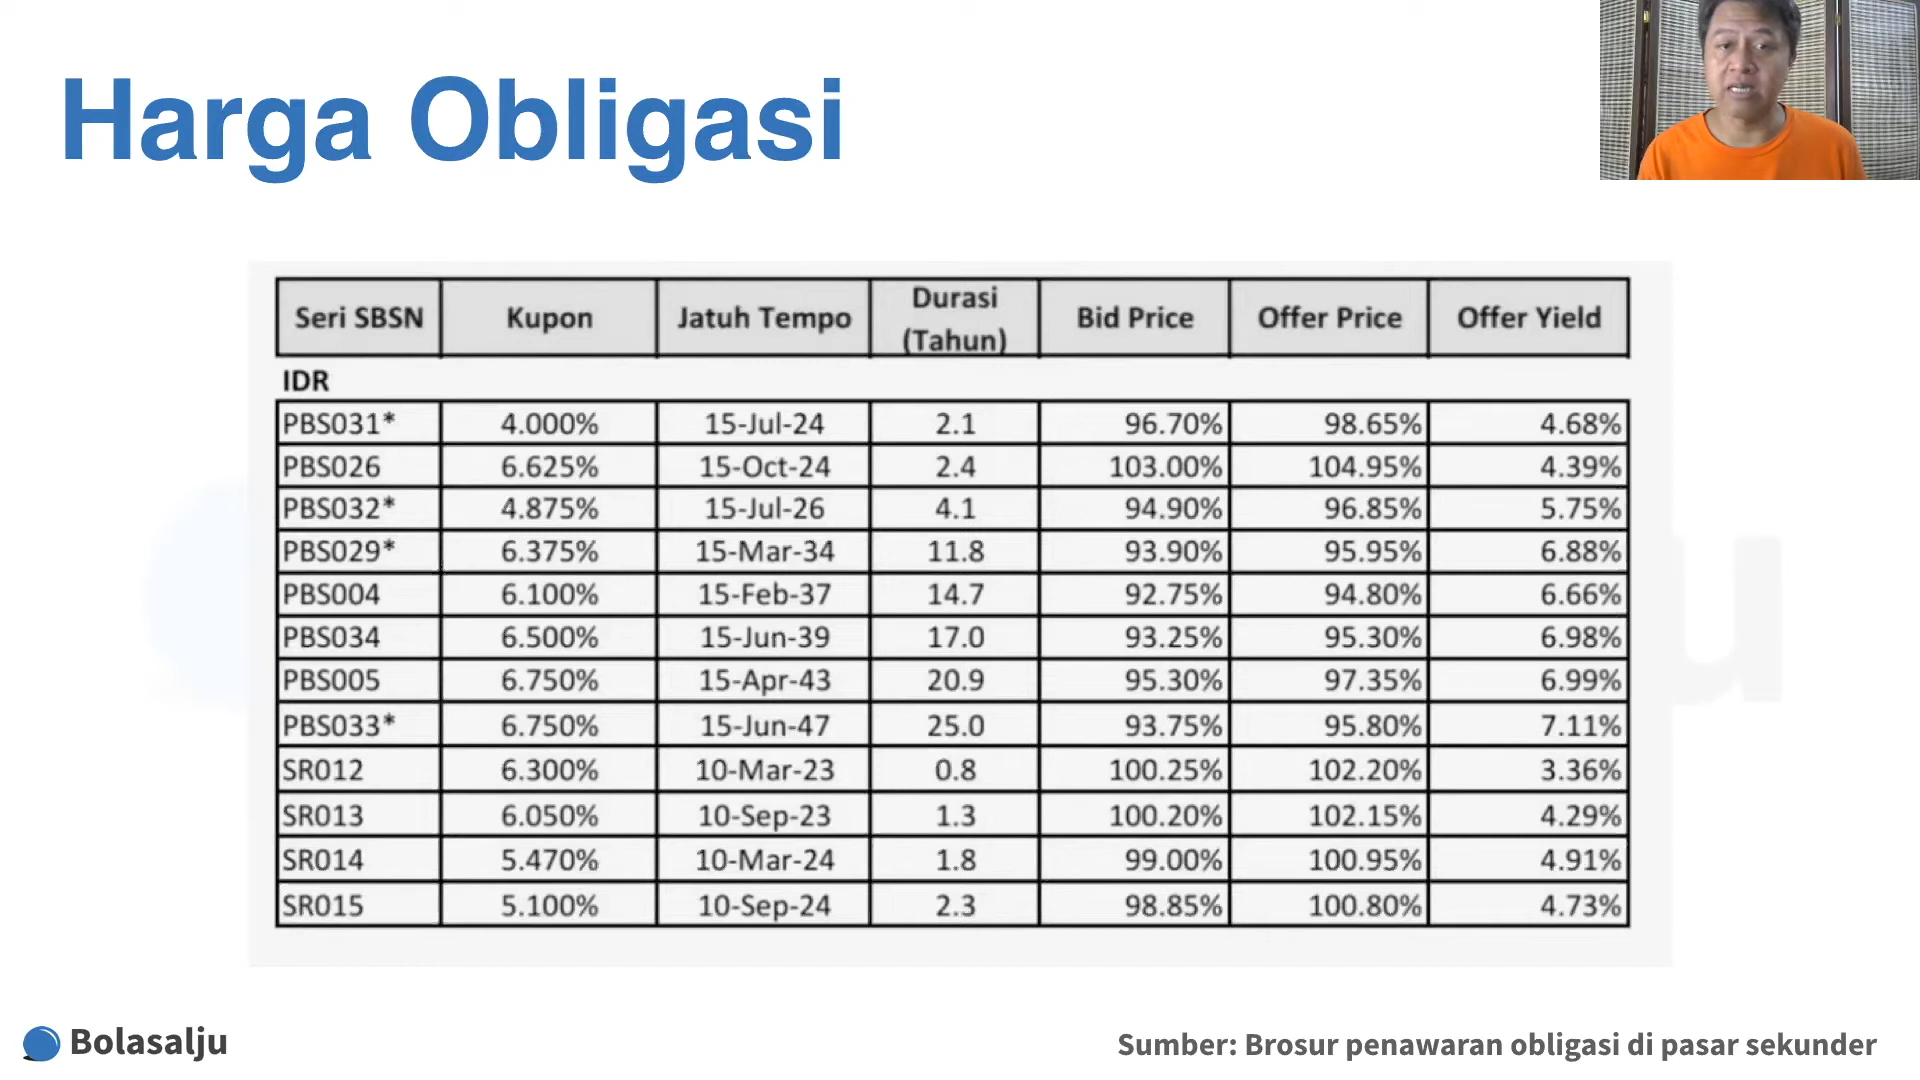 Harga Obligasi
Seri SBSN Kupon Jatuh Tempo Durasi (Tahun) Bid Price Offer Price Offer Yield
IDR
PBS031* 4.000% 15-Jul-24 2.1 96.70% 98.65% 4.68%
PBS026 6.625% 15-Oct-24 2.4 103.00% 104.95% 4.39%
PBS032* 4.875% 15-Jul-26 4.1 94.90% 96.85% 5.75%
PBS029* 6.375% 15-Mar-34 11.8 93.90% 95.95% 6.88%
PBS004 6.100% 15-Feb-37 14.7 92.75% 94.80% 6.66%
PBS034 6.500% 15-Jun-39 17.0 93.25% 95.30% 6.98%
PBS005 6.750% 15-Apr-43 20.9 95.30% 97.35% 6.99%
PBS033* 6.750% 15-Jun-47 25.0 93.75% 95.80% 7.11%
SR012 6.300% 10-Mar-23 0.8 100.25% 102.20% 3.36%
SR013 6.050% 10-Sep-23 1.3 100.20% 102.15% 4.29%
SR014 5.470% 10-Mar-24 1.8 99.00% 100.95% 4.91%
SR015 5.100% 10-Sep-24 2.3 98.85% 100.80% 4.73%
Bolasalju
Sumber: Brosur penawaran obligasi di pasar sekunder